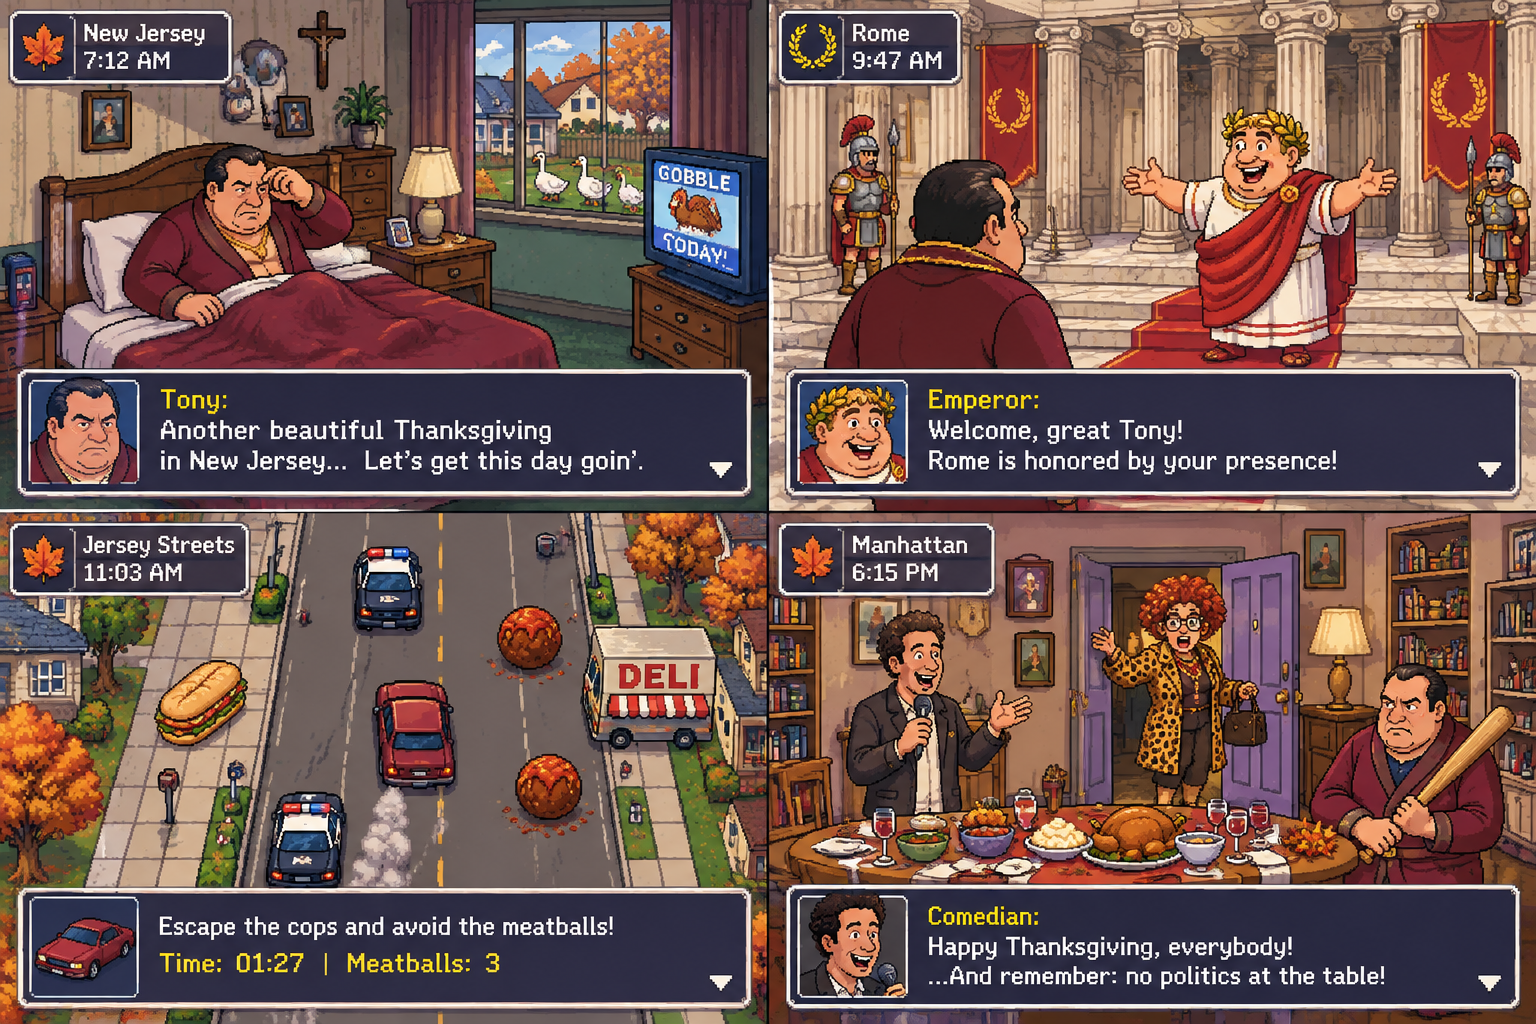 New Jersey
7:12 AM
GOBBLE
TODAY!
Tony:
Another beautiful Thanksgiving
in New Jersey... Let's get this day goin'.
Rome
9:47 AM
Emperor:
Welcome, great Tony!
Rome is honored by your presence!
Jersey Streets
11:03 AM
DELI
Escape the cops and avoid the meatballs!
Time: 01:27 | Meatballs: 3
Manhattan
6:15 PM
Comedian:
Happy Thanksgiving, everybody!
...And remember: no politics at the table!